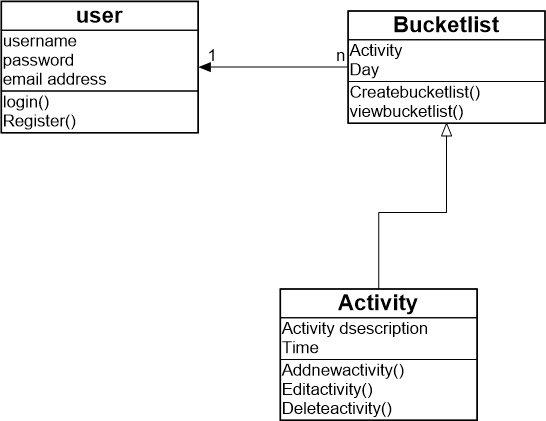 user
username
password
email address
login()
Register()
1
n
Bucketlist
Activity
Day
Createbucketlist()
viewbucketlist()
Activity
Activity dsescription
Time
Addnewactivity()
Editactivity()
Deleteactivity()